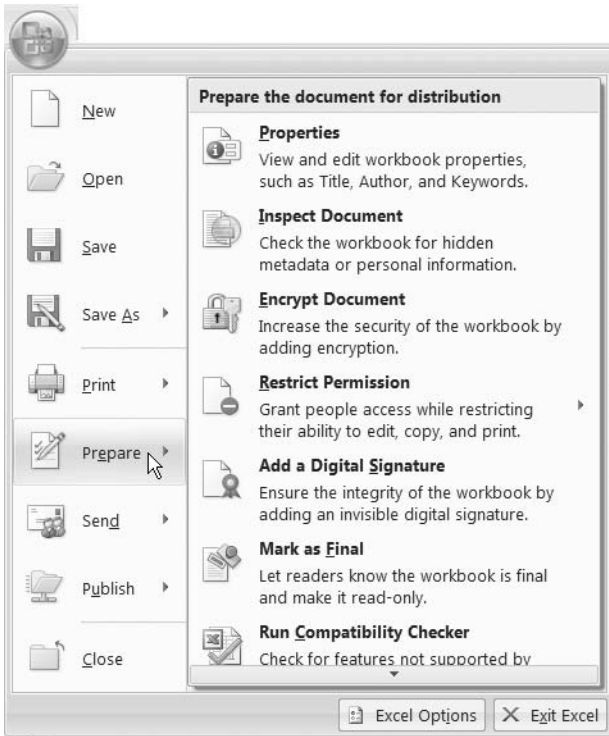 New
Open
Save
Save As
Print
Prepare
Send
Publish
Close
Prepare the document for distribution
Properties
View and edit workbook properties,
such as Title, Author, and Keywords.
Inspect Document
Check the workbook for hidden
metadata or personal information.
Encrypt Document
Increase the security of the workbook by
adding encryption.
Restrict Permission
Grant people access while restricting
their ability to edit, copy, and print.
Add a Digital Signature
Ensure the integrity of the workbook by
adding an invisible digital signature.
Mark as Final
Let readers know the workbook is final
and make it read-only.
Run Compatibility Checker
Check for features not supported by
Excel Options
Exit Excel